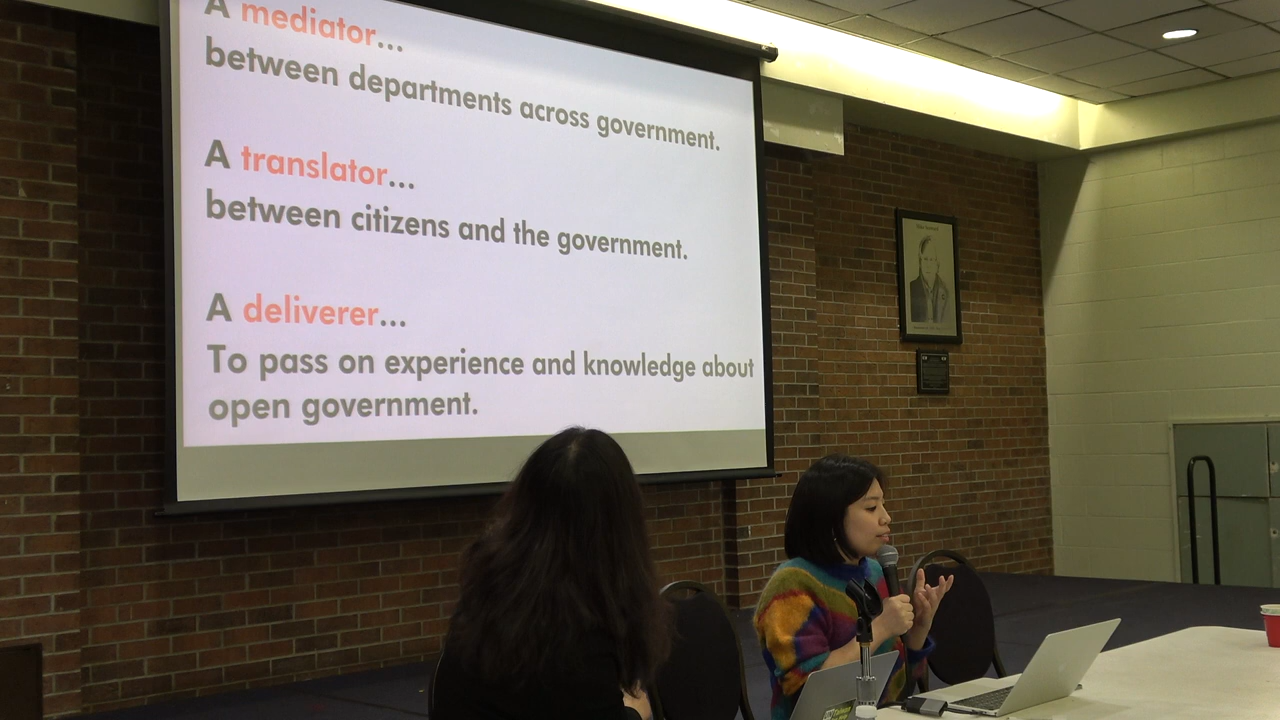 A mediator...
between departments across government.
A translator...
between citizens and the government.
A deliverer...
To pass on experience and knowledge about
open government.